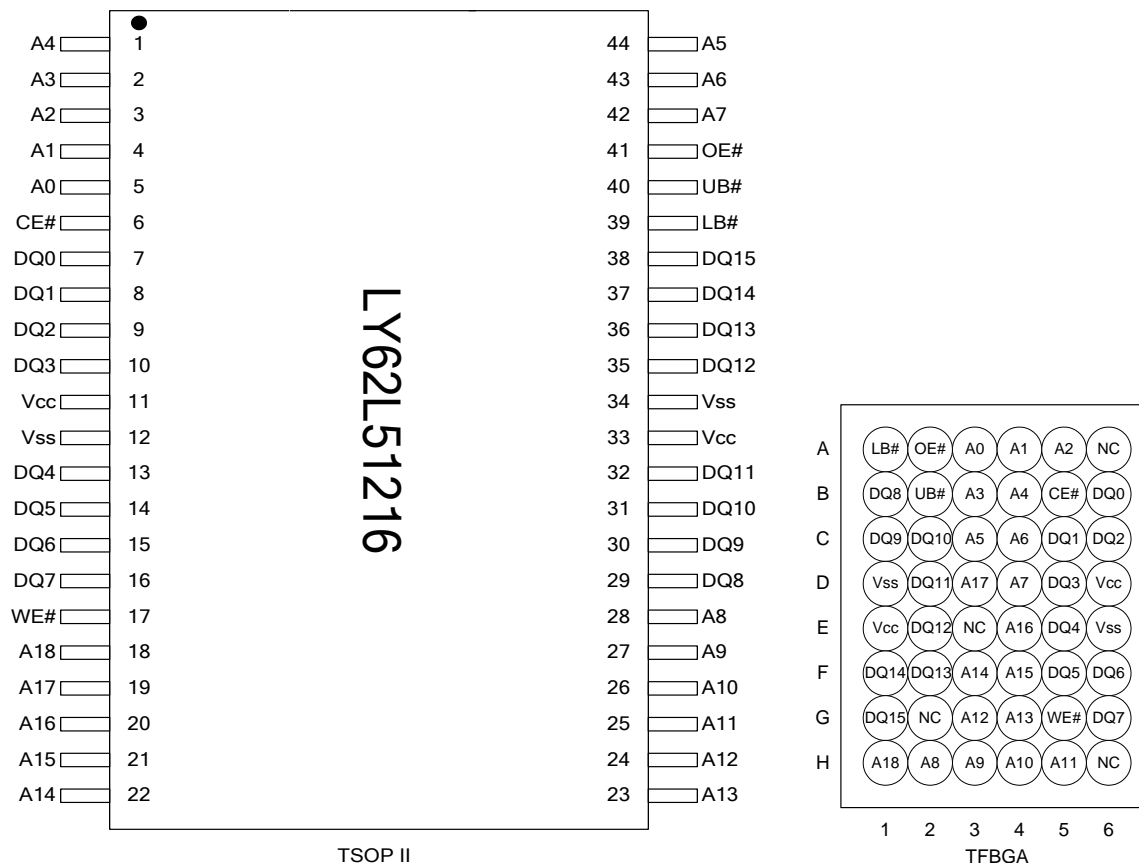 A4 1 44 A5
A3 2 43 A6
A2 3 42 A7
A1 4 41 OE#
A0 5 40 UB#
CE# 6 39 LB#
DQ0 7 38 DQ15
DQ1 8 37 DQ14
DQ2 9 36 DQ13
DQ3 10 35 DQ12
Vcc 11 34 Vss
Vss 12 33 Vcc
DQ4 13 32 DQ11
DQ5 14 31 DQ10
DQ6 15 30 DQ9
DQ7 16 29 DQ8
WE# 17 28 A8
A18 18 27 A9
A17 19 26 A10
A16 20 25 A11
A15 21 24 A12
A14 22 23 A13
LY62L51216
TSOP II
A LB# OE# A0 A1 A2 NC
B DQ8 UB# A3 A4 CE# DQ0
C DQ9 DQ10 A5 A6 DQ1 DQ2
D Vss DQ11 A17 A7 DQ3 Vcc
E Vcc DQ12 NC A16 DQ4 Vss
F DQ14 DQ13 A14 A15 DQ5 DQ6
G DQ15 NC A12 A13 WE# DQ7
H A18 A8 A9 A10 A11 NC
1 2 3 4 5 6
TFBGA